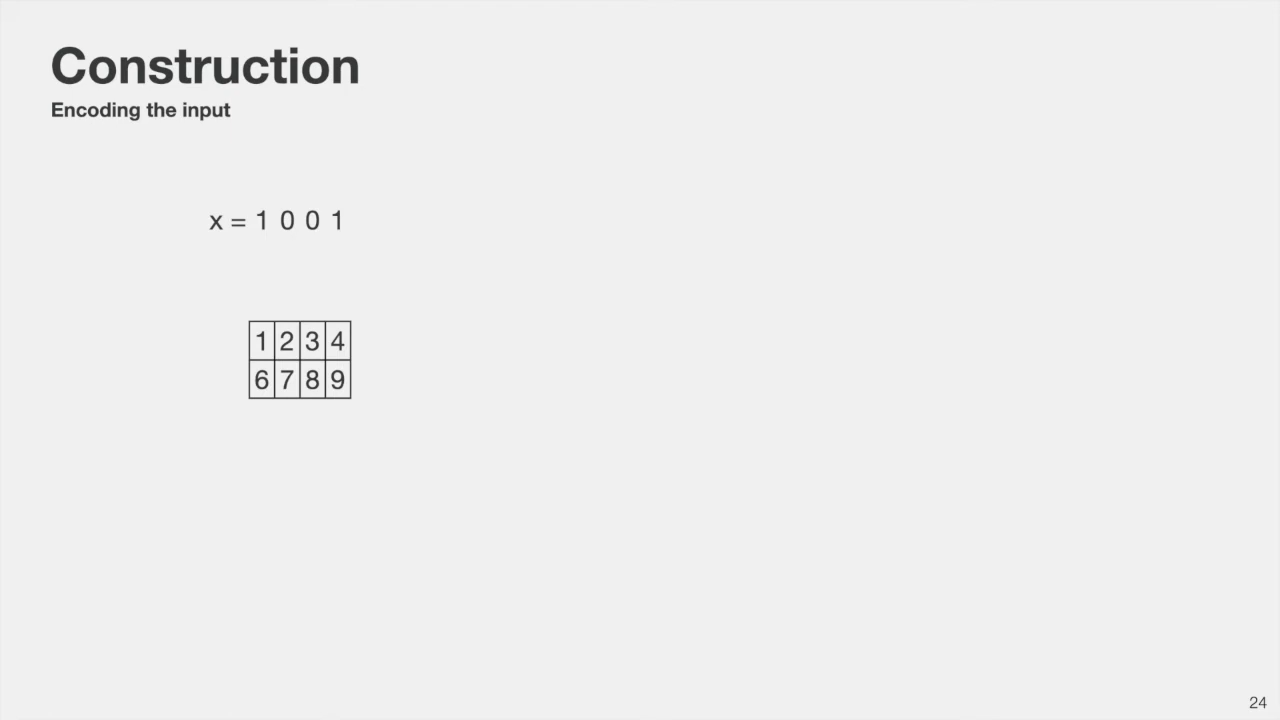 Construction
Encoding the input
x = 1 0 0 1
1 2 3 4
6 7 8 9
24